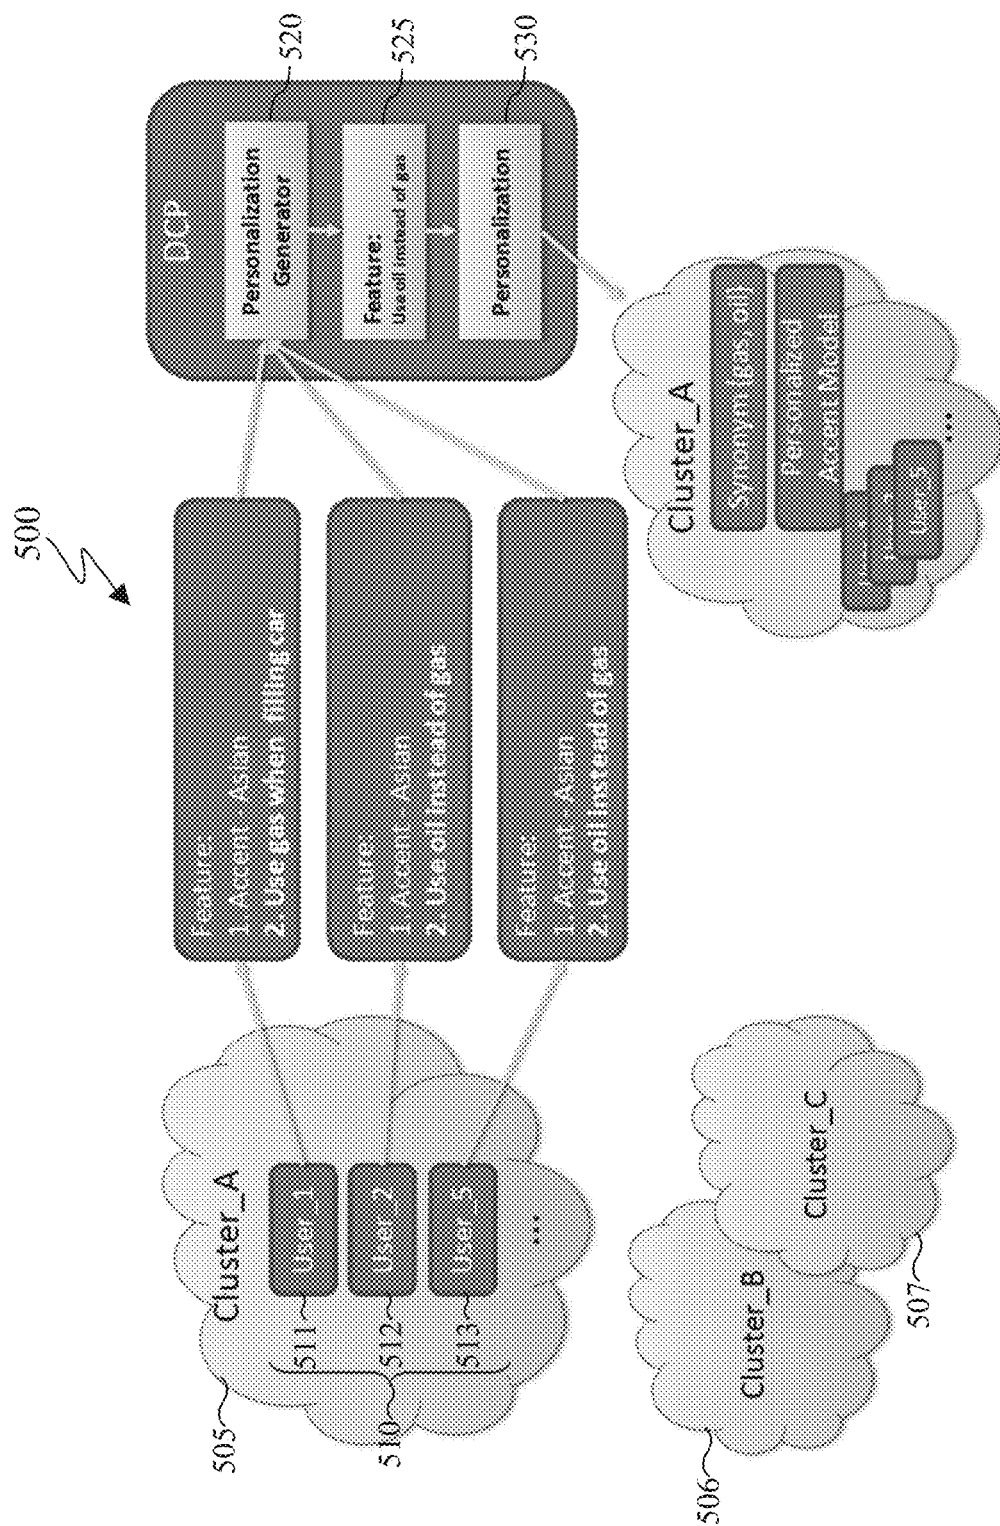 500
Cluster_A
User_1
User_2
User_5
...
505
510
511
512
513
Cluster_B
506
Cluster_C
507
Feature:
1. Accent - Asian
2. Use gas when filling car
Feature:
1. Accent - Asian
2. Use oil instead of gas
Feature:
1. Accent - Asian
2. Use oil instead of gas
DCP
Personalization
Generator
520
Feature:
Use oil instead of gas
525
Personalization
530
Cluster_A
Synonym (gas, oil)
Personalized
Accent Model
User_5
...